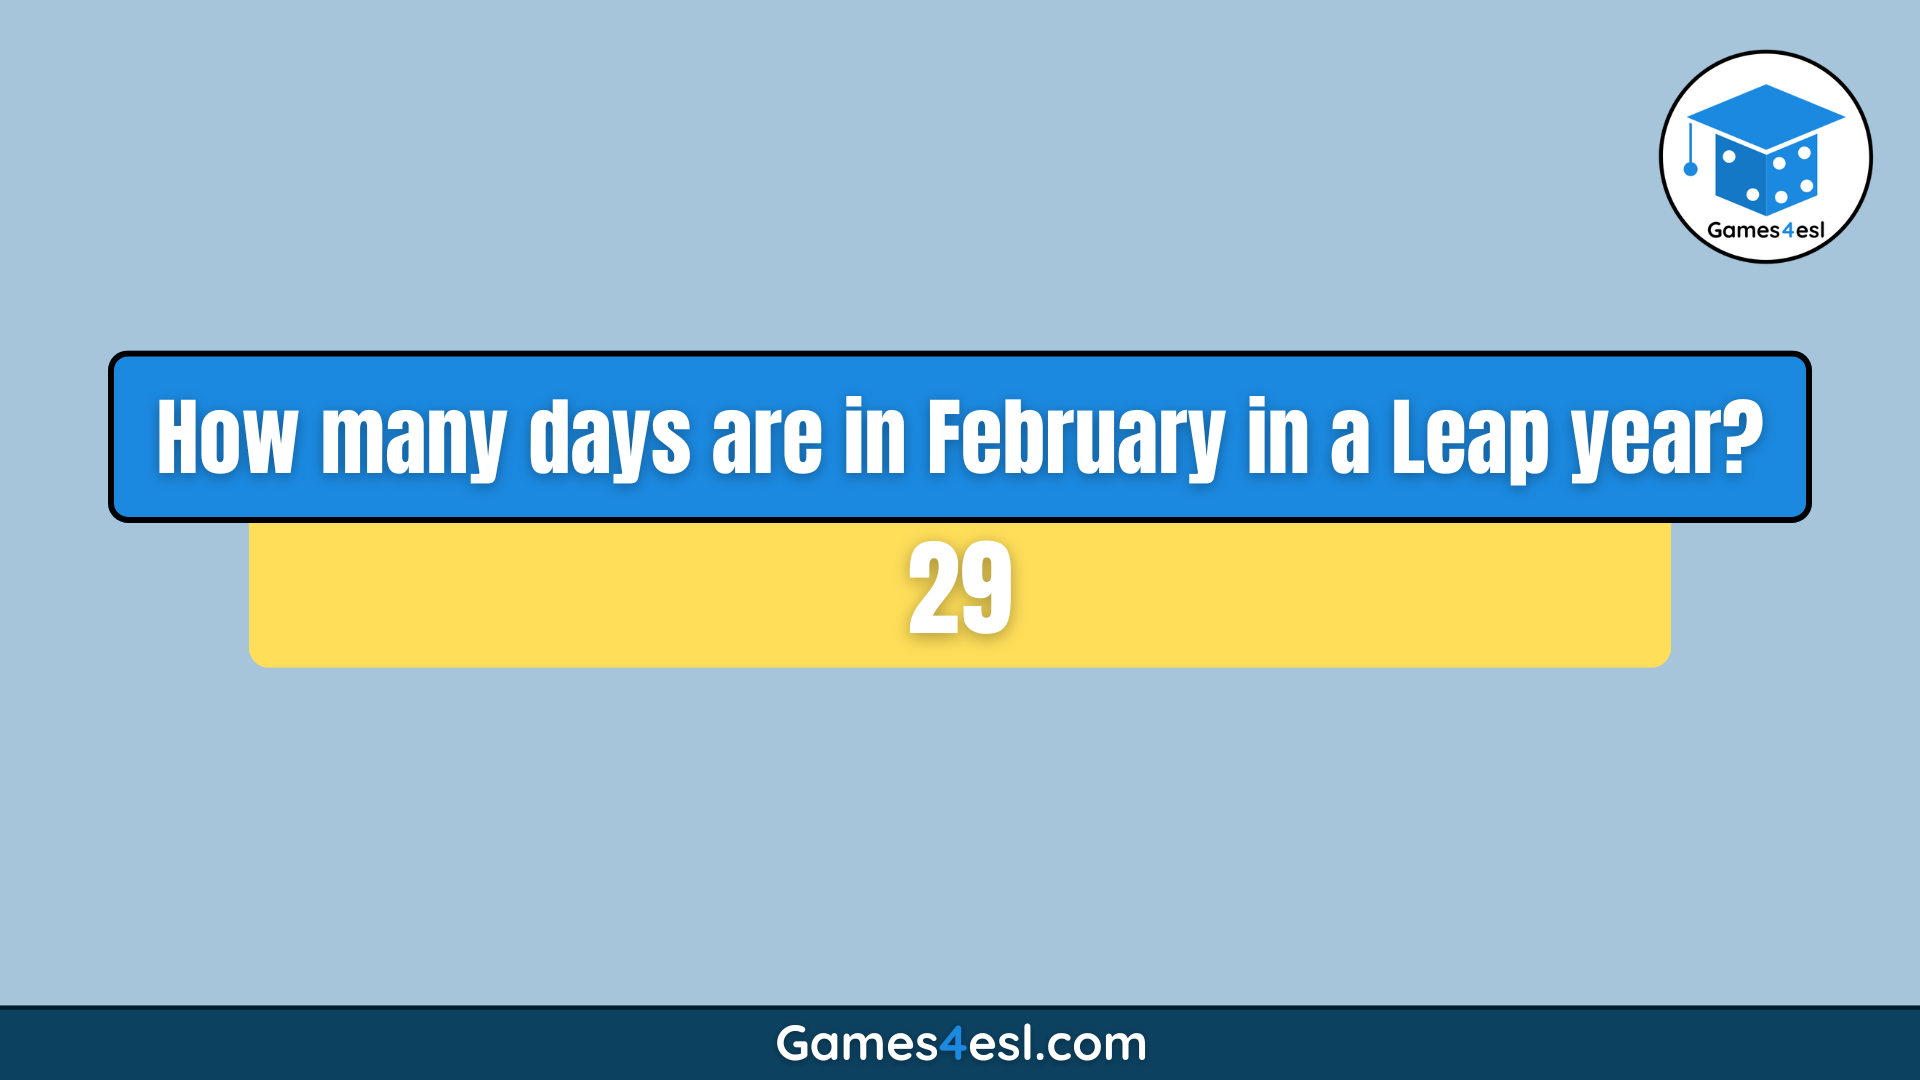 Games4esl
How many days are in February in a Leap year?
29
Games4esl.com